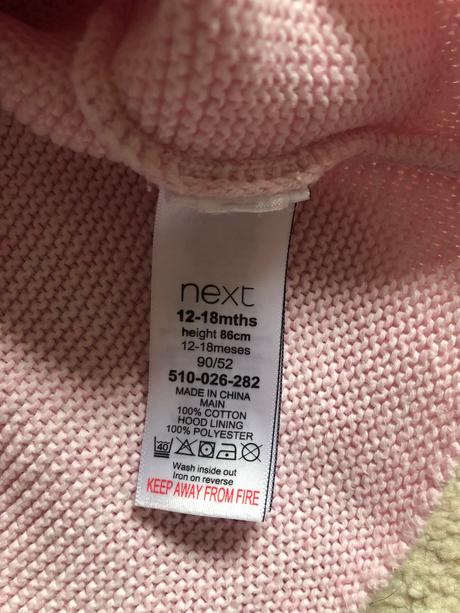 next
12-18mths
height 86cm
12-18meses
90/52
510-026-282
MADE IN CHINA
MAIN
100% COTTON
HOOD LINING
100% POLYESTER
40
Wash inside out
Iron on reverse
KEEP AWAY FROM FIRE